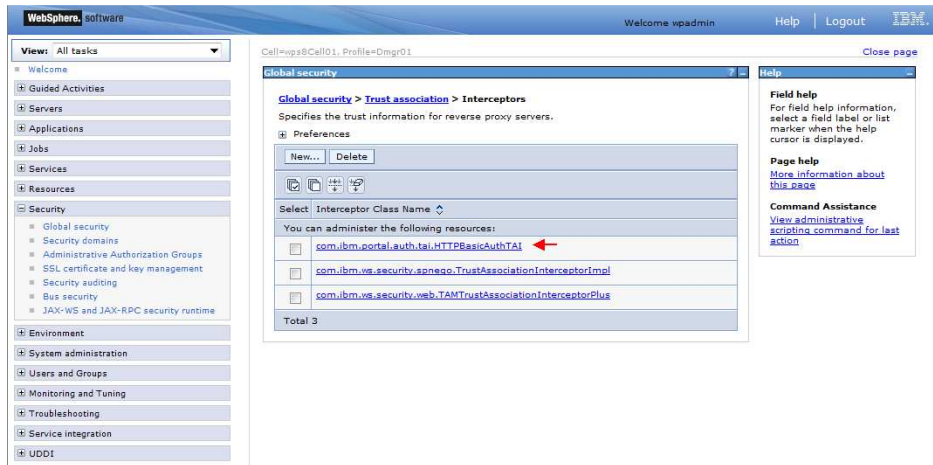 WebSphere. software
Welcome wpadmin
Help | Logout
IBM.
View: All tasks
Welcome
Guided Activities
Servers
Applications
Jobs
Services
Resources
Security
Global security
Security domains
Administrative Authorization Groups
SSL certificate and key management
Security auditing
Bus security
JAX-WS and JAX-RPC security runtime
Environment
System administration
Users and Groups
Monitoring and Tuning
Troubleshooting
Service integration
UDDI
Cell=wps8Cell01, Profile=Dmgr01
Close page
Global security
? -
Global security > Trust association > Interceptors
Specifies the trust information for reverse proxy servers.
Preferences
New... Delete
Select Interceptor Class Name
You can administer the following resources:
com.ibm.portal.auth.tai.HTTPBasicAuthTAI
com.ibm.ws.security.spnego.TrustAssociationInterceptorImpl
com.ibm.ws.security.web.TAMTrustAssociationInterceptorPlus
Total 3
Help
Field help
For field help information,
select a field label or list
marker when the help
cursor is displayed.
Page help
More information about
this page
Command Assistance
View administrative
scripting command for last
action